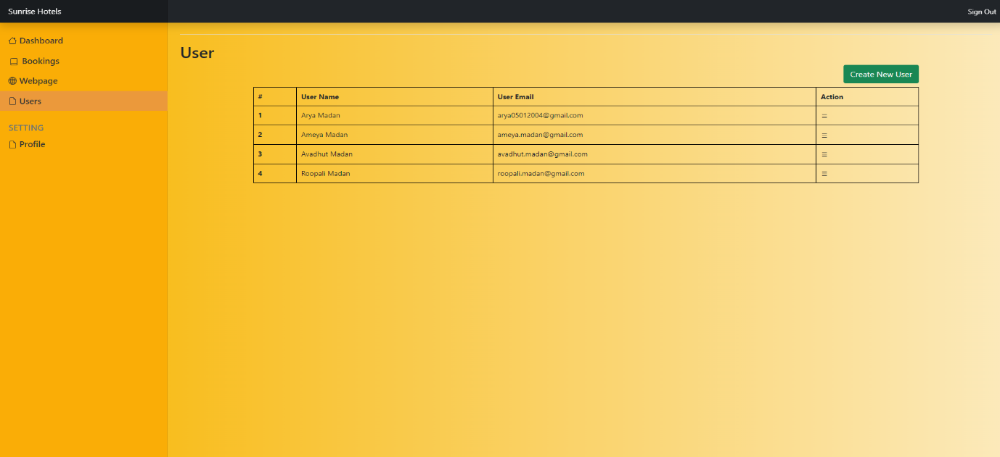 Sunrise Hotels
Sign Out
Dashboard
Bookings
Webpage
Users
SETTING
Profile
User
Create New User
# User Name User Email Action
1 Arya Madan arya05012004@gmail.com
2 Ameya Madan ameya.madan@gmail.com
3 Avadhut Madan avadhut.madan@gmail.com
4 Roopali Madan roopali.madan@gmail.com